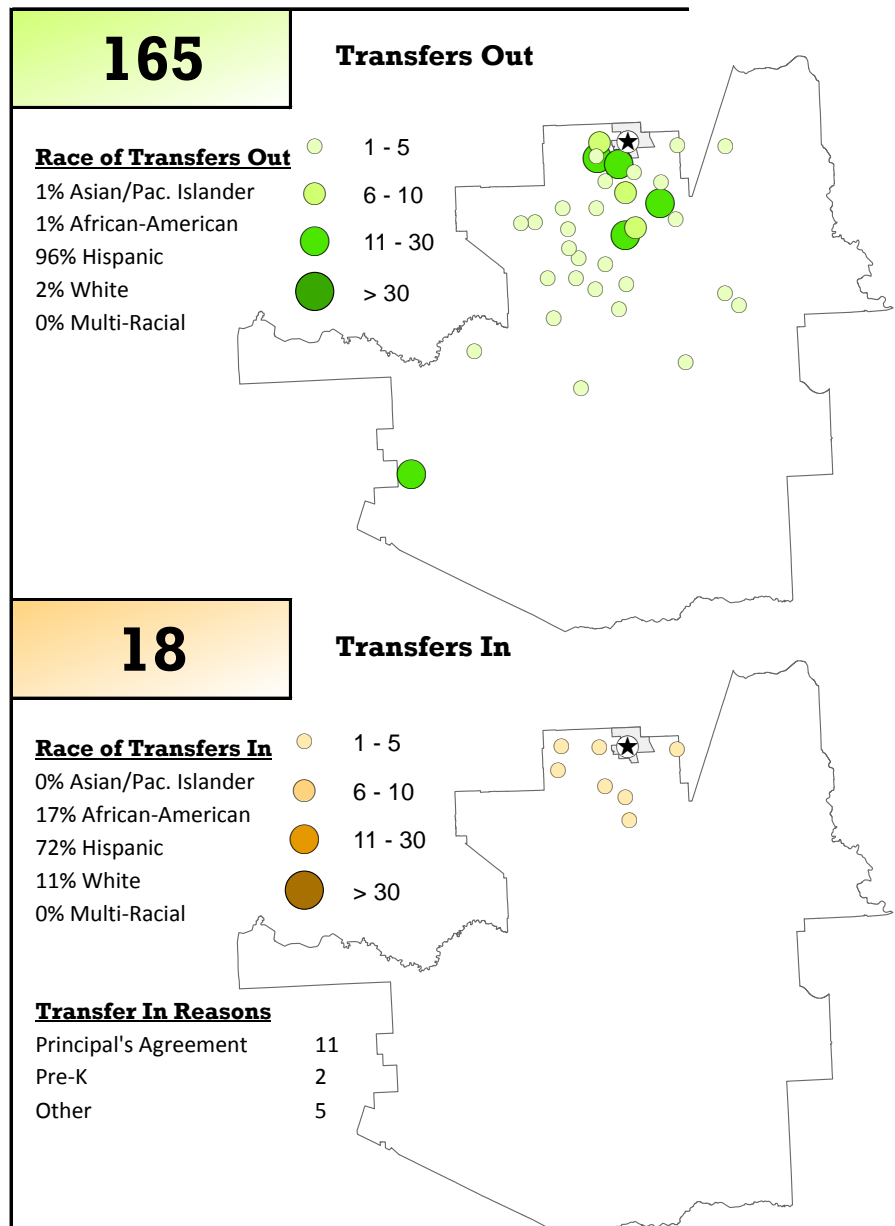 165
Transfers Out
Race of Transfers Out
1% Asian/Pac. Islander
1% African-American
96% Hispanic
2% White
0% Multi-Racial
1 - 5
6 - 10
11 - 30
> 30
18
Transfers In
Race of Transfers In
0% Asian/Pac. Islander
17% African-American
72% Hispanic
11% White
0% Multi-Racial
1 - 5
6 - 10
11 - 30
> 30
Transfer In Reasons
Principal's Agreement 11
Pre-K 2
Other 5